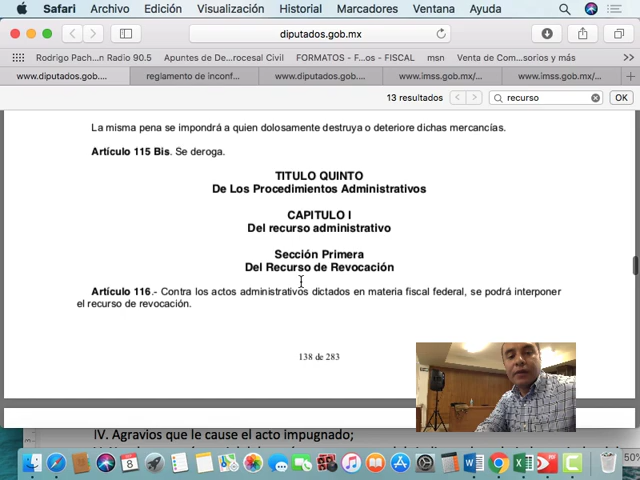 Safari Archivo Edición Visualización Historial Marcadores Ventana Ayuda
diputados.gob.mx
Rodrigo Pach...n Radio 90.5 Apuntes de D...rocesal Civil FORMATOS - F...os - FISCAL msn Venta de Com...sorios y más
www.diputados.gob.... reglamento de inconf... www.diputados.gob.... www.imss.gob.mx/... www.imss.gob.mx/...
13 resultados recurso OK
La misma pena se impondrá a quien dolosamente destruya o deteriore dichas mercancías.
Artículo 115 Bis. Se deroga.
TITULO QUINTO
De Los Procedimientos Administrativos
CAPITULO I
Del recurso administrativo
Sección Primera
Del Recurso de Revocación
Artículo 116.- Contra los actos administrativos dictados en materia fiscal federal, se podrá interponer
el recurso de revocación.
138 de 283
IV. Agravios que le cause el acto impugnado;
50%